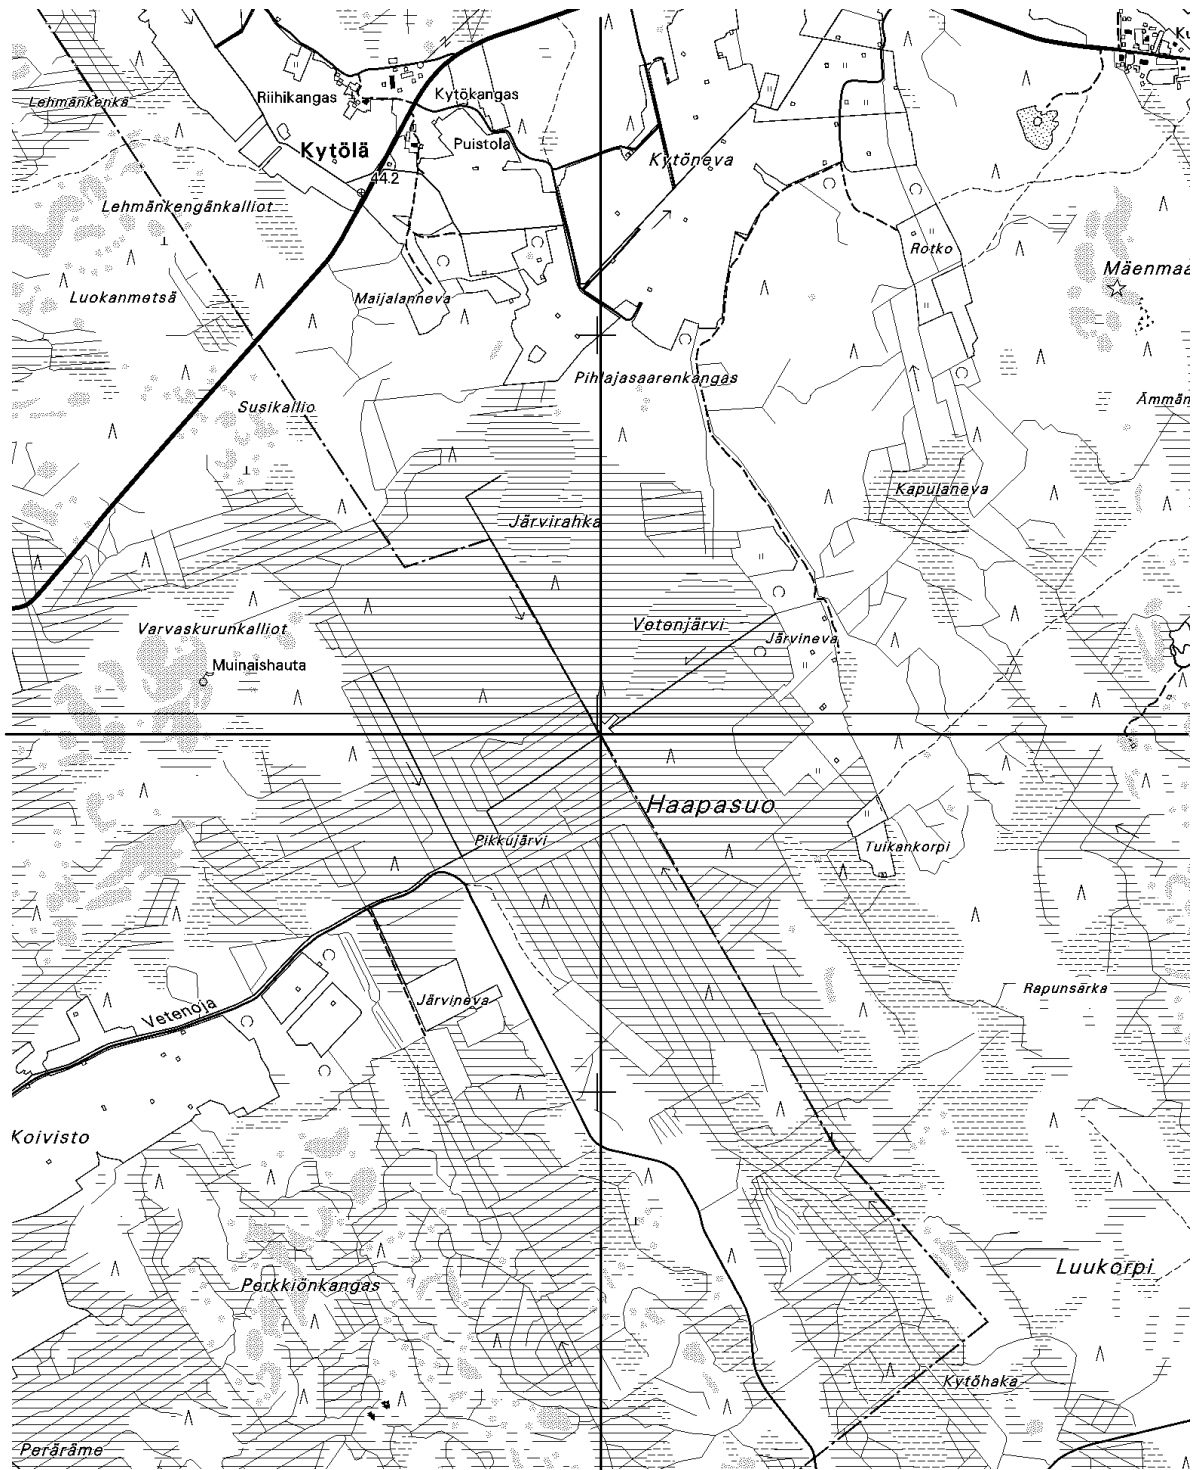 Ku
Lehmänkenkä
Riihikangas
Kytökangas
Puistola
Kytölä
Kytöneva
44.2
Lehmänkengänkalliot
Rotko
Mäenmaa
Luokanmetsä
Maijalanneva
Pihlajasaarenkangas
Susikallio
Ämmän
Kapulaneva
Järvirahka
Varvaskurunkalliot
Vetenjärvi
Järvineva
Muinaishauta
Haapasuo
Pikkujärvi
Tuikankorpi
Järvineva
Rapunsarka
Vetenoja
Koivisto
Luukorpi
Perkkiönkangas
Kytöhaka
Peräräme